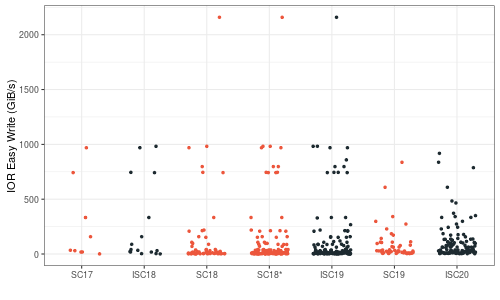 IOR Easy Write (GiB/s)
2000
1500
1000
500
0
SC17
ISC18
SC18
SC18*
ISC19
SC19
ISC20